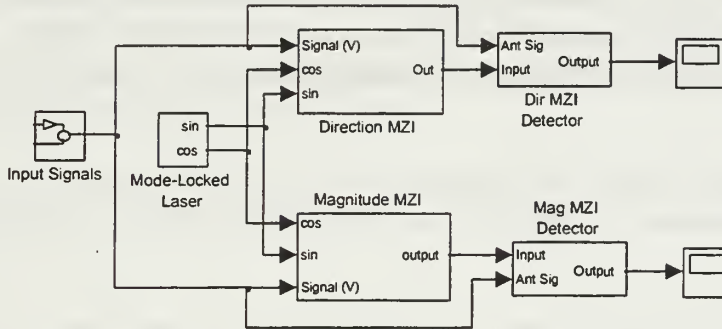 Signal (V)
cos
sin
Out
Direction MZI
Ant Sig
Input
Output
Dir MZI
Detector
Input Signals
sin
cos
Mode-Locked
Laser
Magnitude MZI
cos
sin
Signal (V)
output
Mag MZI
Detector
Input
Ant Sig
Output